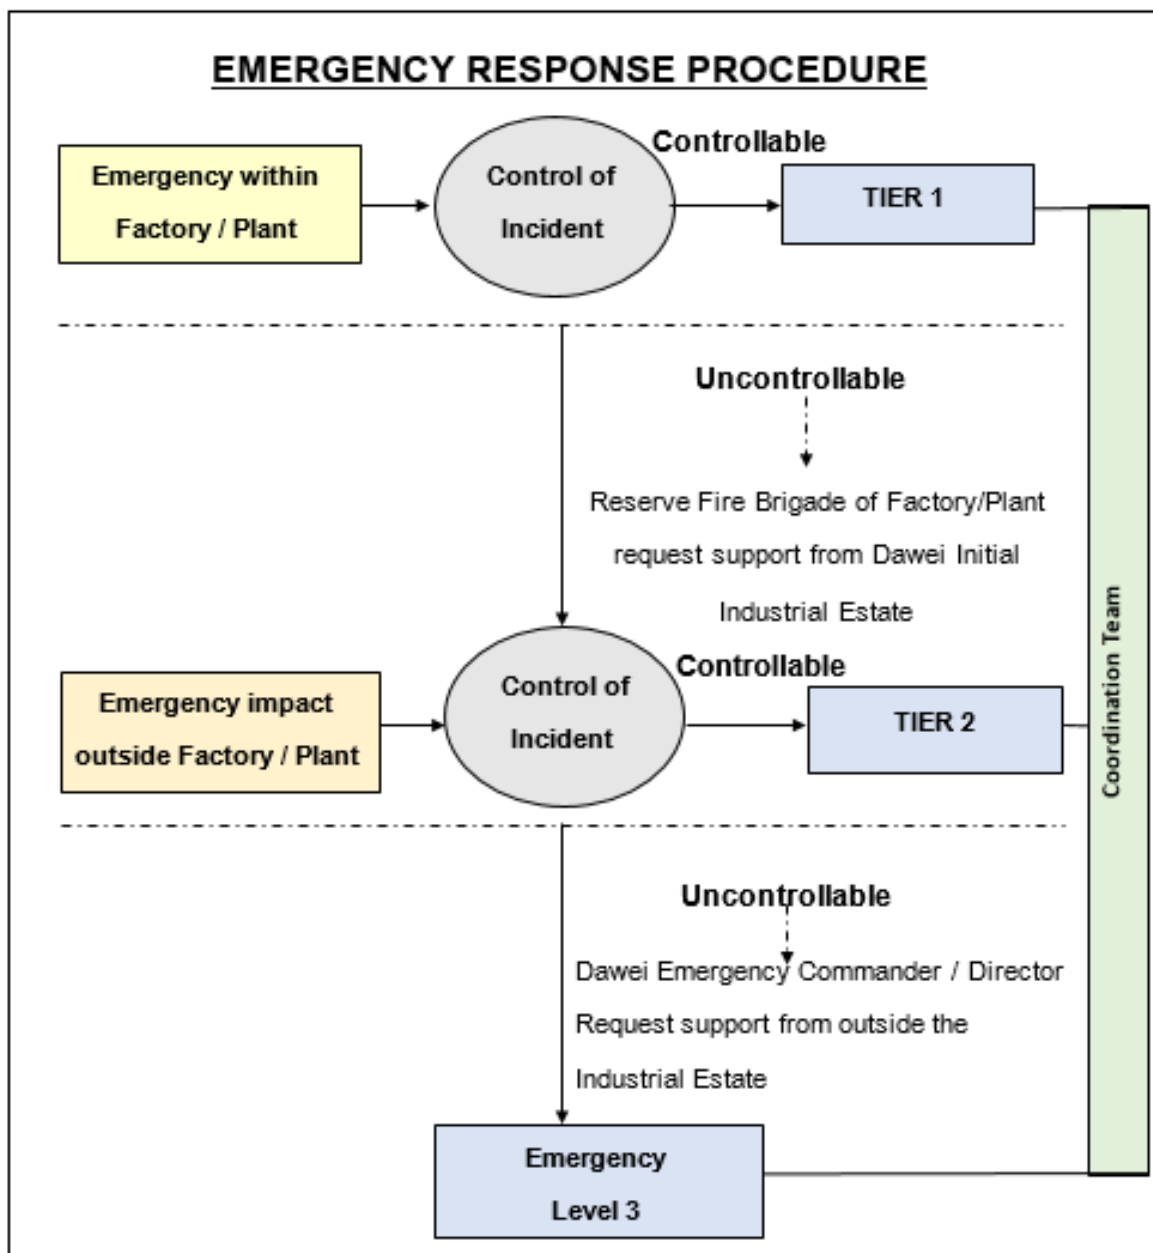 EMERGENCY RESPONSE PROCEDURE
Controllable
Emergency within
Factory / Plant
Control of
Incident
TIER 1
Uncontrollable
Reserve Fire Brigade of Factory/Plant
request support from Dawei Initial
Industrial Estate
Controllable
Emergency impact
outside Factory / Plant
Control of
Incident
TIER 2
Coordination Team
Uncontrollable
Dawei Emergency Commander / Director
Request support from outside the
Industrial Estate
Emergency
Level 3